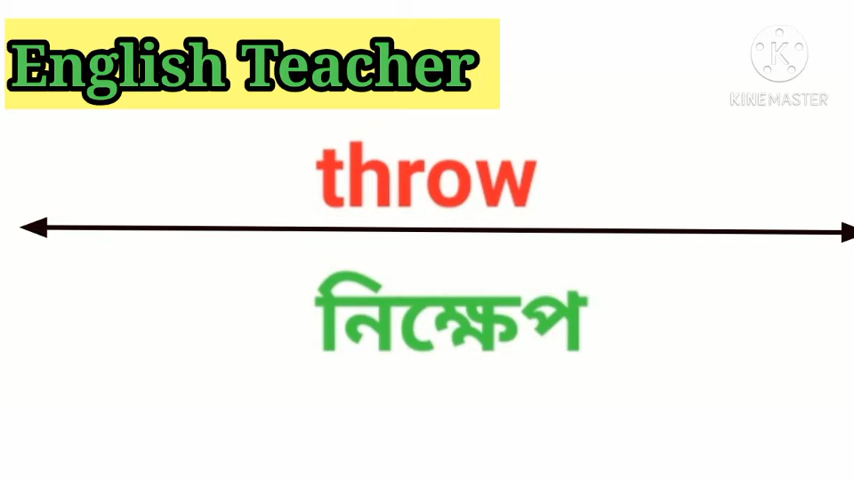 English Teacher
KINEMASTER
throw
নিক্ষেপ